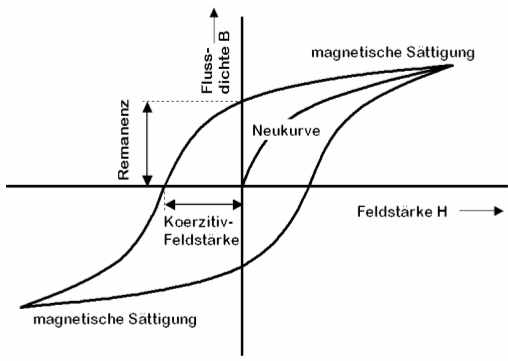 Fluss-
dichte B
magnetische Sättigung
Remanenz
Neukurve
Feldstärke H
Koerzitiv-
Feldstärke
magnetische Sättigung